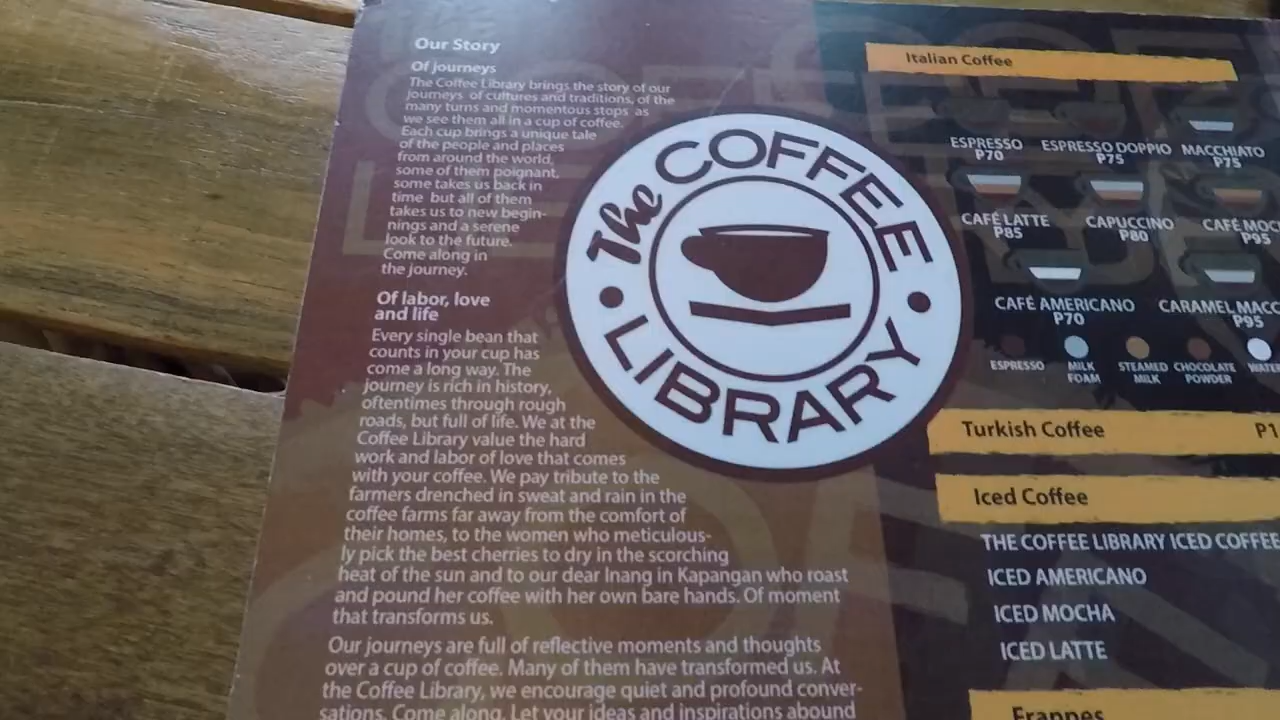 Our Story
Of journeys
The Coffee Library brings the story of our
journeys of cultures and traditions, of the
many turns and momentous stops as
we see them all in a cup of coffee.
Each cup brings a unique tale
of the people and places
from around the world,
some of them poignant,
some takes us back in
time but all of them
takes us to new begin-
nings and a serene
look to the future.
Come along in
the journey.
Of labor, love
and life
Every single bean that
counts in your cup has
come a long way. The
journey is rich in history,
oftentimes through rough
roads, but full of life. We at the
Coffee Library value the hard
work and labor of love that comes
with your coffee. We pay tribute to the
farmers drenched in sweat and rain in the
coffee farms far away from the comfort of
their homes, to the women who meticulous-
ly pick the best cherries to dry in the scorching
heat of the sun and to our dear Inang in Kapangan who roast
and pound her coffee with her own bare hands. Of moment
that transforms us.
Our journeys are full of reflective moments and thoughts
over a cup of coffee. Many of them have transformed us. At
the Coffee Library, we encourage quiet and profound conver-
sations. Come along. Let your ideas and inspirations abound
The COFFEE
LIBRARY
Italian Coffee
ESPRESSO ESPRESSO DOPPIO MACCHIATO
P70 P75 P75
CAFÉ LATTE CAPUCCINO CAFÉ MOC
P85 P80 P95
CAFÉ AMERICANO CARAMEL MACC
P70 P95
ESPRESSO MILK FOAM STEAMED MILK CHOCOLATE POWDER WATE
Turkish Coffee P1
Iced Coffee
THE COFFEE LIBRARY ICED COFFEE
ICED AMERICANO
ICED MOCHA
ICED LATTE
Frappes